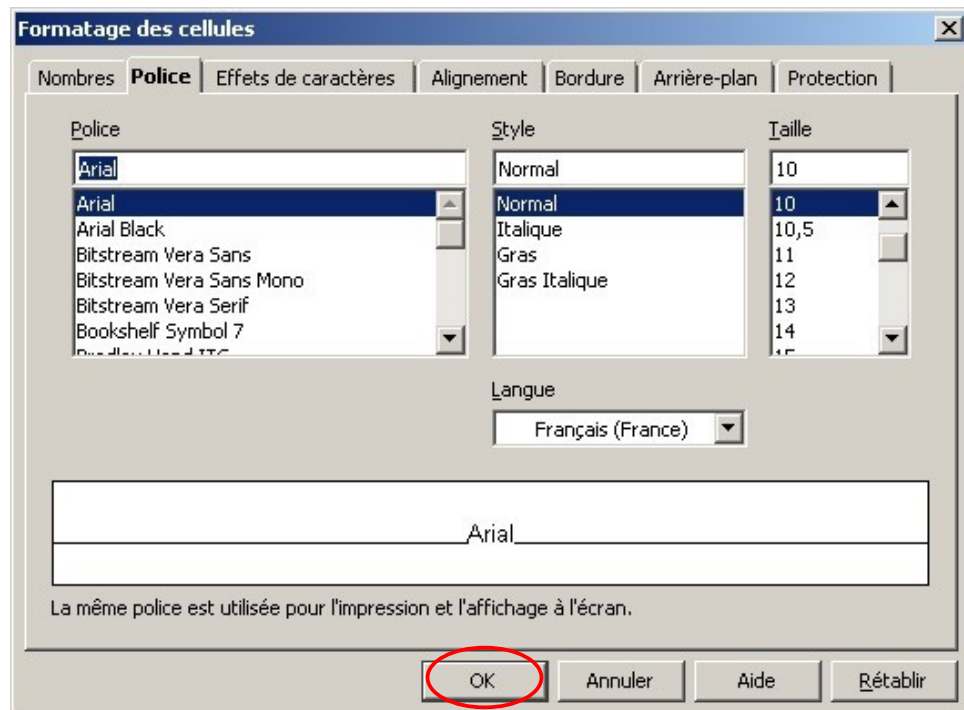 Formatage des cellules
Nombres Police Effets de caractères Alignement Bordure Arrière-plan Protection
Police Style Taille
Arial Normal 10
Arial Normal 10
Arial Black Italique 10,5
Bitstream Vera Sans Gras 11
Bitstream Vera Sans Mono Gras Italique 12
Bitstream Vera Serif 13
Bookshelf Symbol 7 14
Langue
Français (France)
Arial
La même police est utilisée pour l'impression et l'affichage à l'écran.
OK Annuler Aide Rétablir